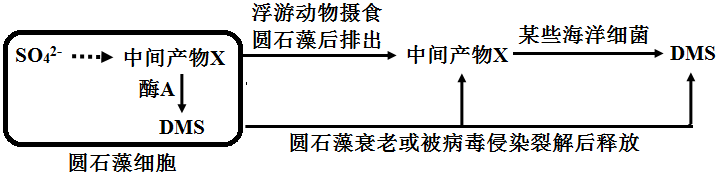 浮游动物摄食
圆石藻后排出
SO₄²⁻ 中间产物X 中间产物X 某些海洋细菌 DMS
酶A
DMS
圆石藻衰老或被病毒侵染裂解后释放
圆石藻细胞